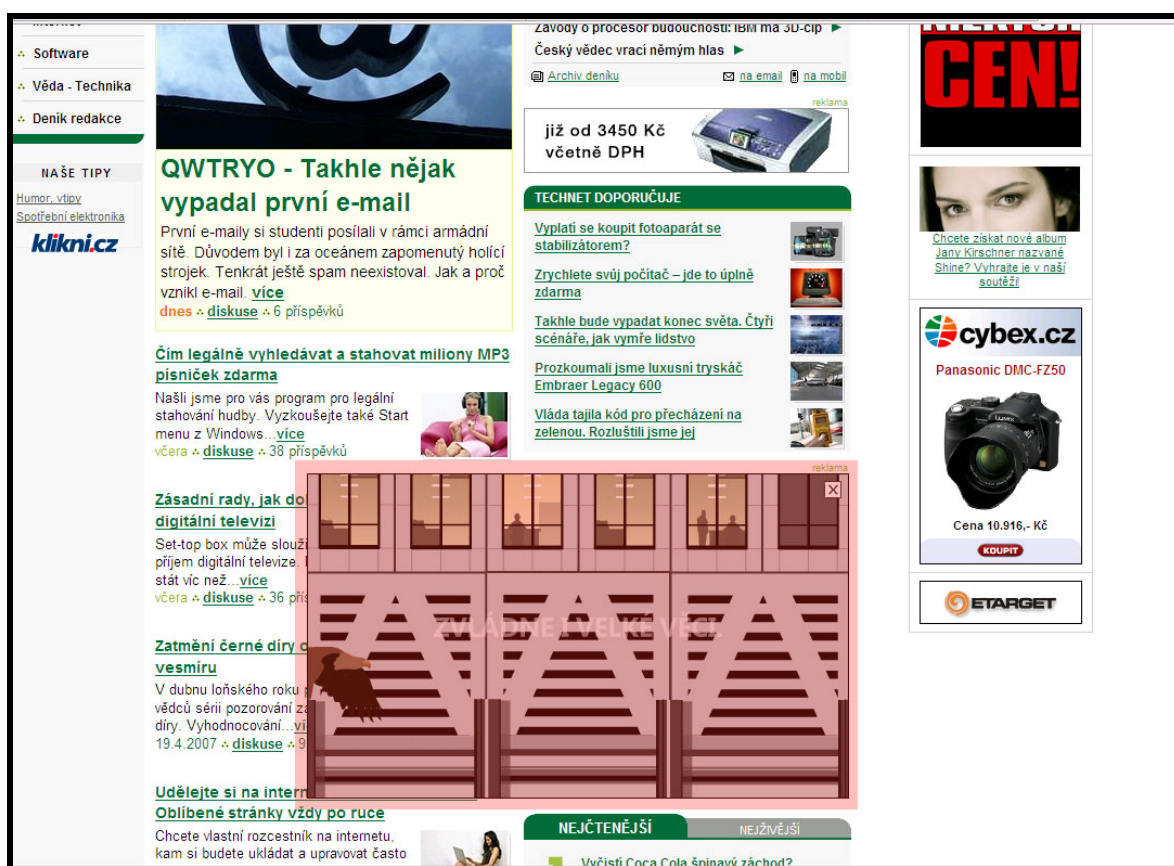 Software
Věda - Technika
Deník redakce
NAŠE TIPY
Humor, vtipy
Spotřební elektronika
klikni.cz
QWTRYO - Takhle nějak
vypadal první e-mail
První e-maily si studenti posílali v rámci armádní
sítě. Důvodem byl i za oceánem zapomenutý holící
strojek. Tenkrát ještě spam neexistoval. Jak a proč
vznikl e-mail. více
dnes diskuse 6 příspěvků
Čím legálně vyhledávat a stahovat miliony MP3
písniček zdarma
Našli jsme pro vás program pro legální
stahování hudby. Vyzkoušejte také Start
menu z Windows...více
včera diskuse 38 příspěvků
Zásadní rady, jak
digitální televizi
Set-top box může
příjem digitální televize.
stát víc než...více
včera diskuse 36
Zatmění černé díry
vesmíru
V dubnu loňského roku
vědců sérii pozorování
díry. Vyhodnocování...
19.4.2007 diskuse 9
Udělejte si na
Oblíbené stránky vždy po ruce
Chcete vlastní rozcestník na internetu,
kam si budete ukládat a upravovat často
Závody o procesor budoucnosti: IBM má 3D-čip
Český vědec vrací němým hlas
Archiv deníku na email na mobil
reklama
již od 3450 Kč
včetně DPH
TECHNET DOPORUČUJE
Vyplatí se koupit fotoaparát se
stabilizátorem?
Zrychlete svůj počítač – jde to úplně
zdarma
Takhle bude vypadat konec světa. Čtyři
scénáře, jak vymře lidstvo
Prozkoumali jsme luxusní tryskáč
Embraer Legacy 600
Vláda tajila kód pro přecházení na
zelenou. Rozluštili jsme jej
reklama
ZVLÁDNE I VELKÉ VĚCI.
NEJČTENĚJŠÍ NEJŽIVĚJŠÍ
Vyčistí Coca Cola špinavý záchod?
CEN!
Chcete získat nové album
Jany Kirschner nazvané
Shine? Vyhrajte je v naší
soutěži!
cybex.cz
Panasonic DMC-FZ50
LUMIX
Cena 10.916,- Kč
KOUPIT
ETARGET